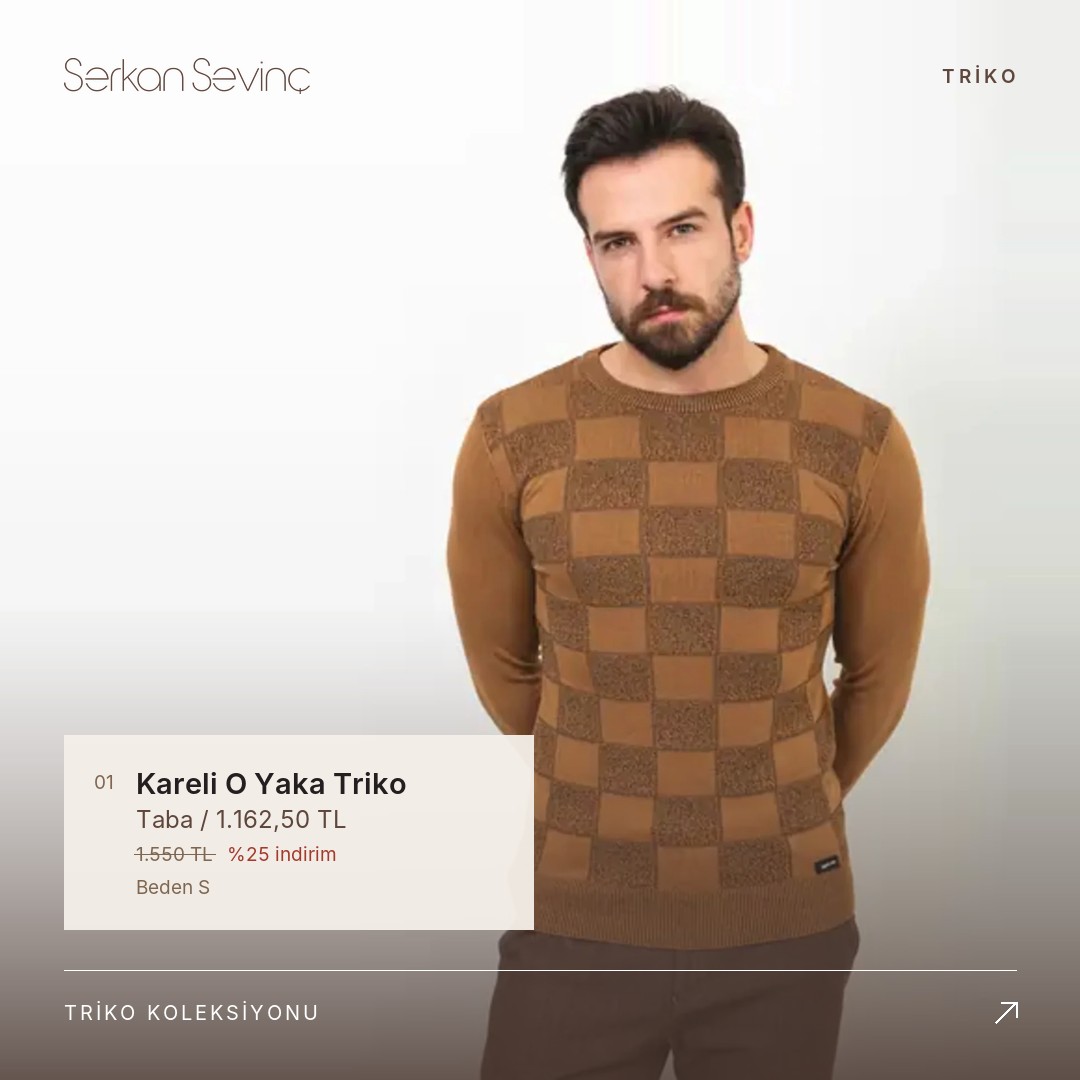 Serkan Sevinç
TRİKO
01 Kareli O Yaka Triko
Taba / 1.162,50 TL
1.550 TL %25 indirim
Beden S
TRİKO KOLEKSİYONU